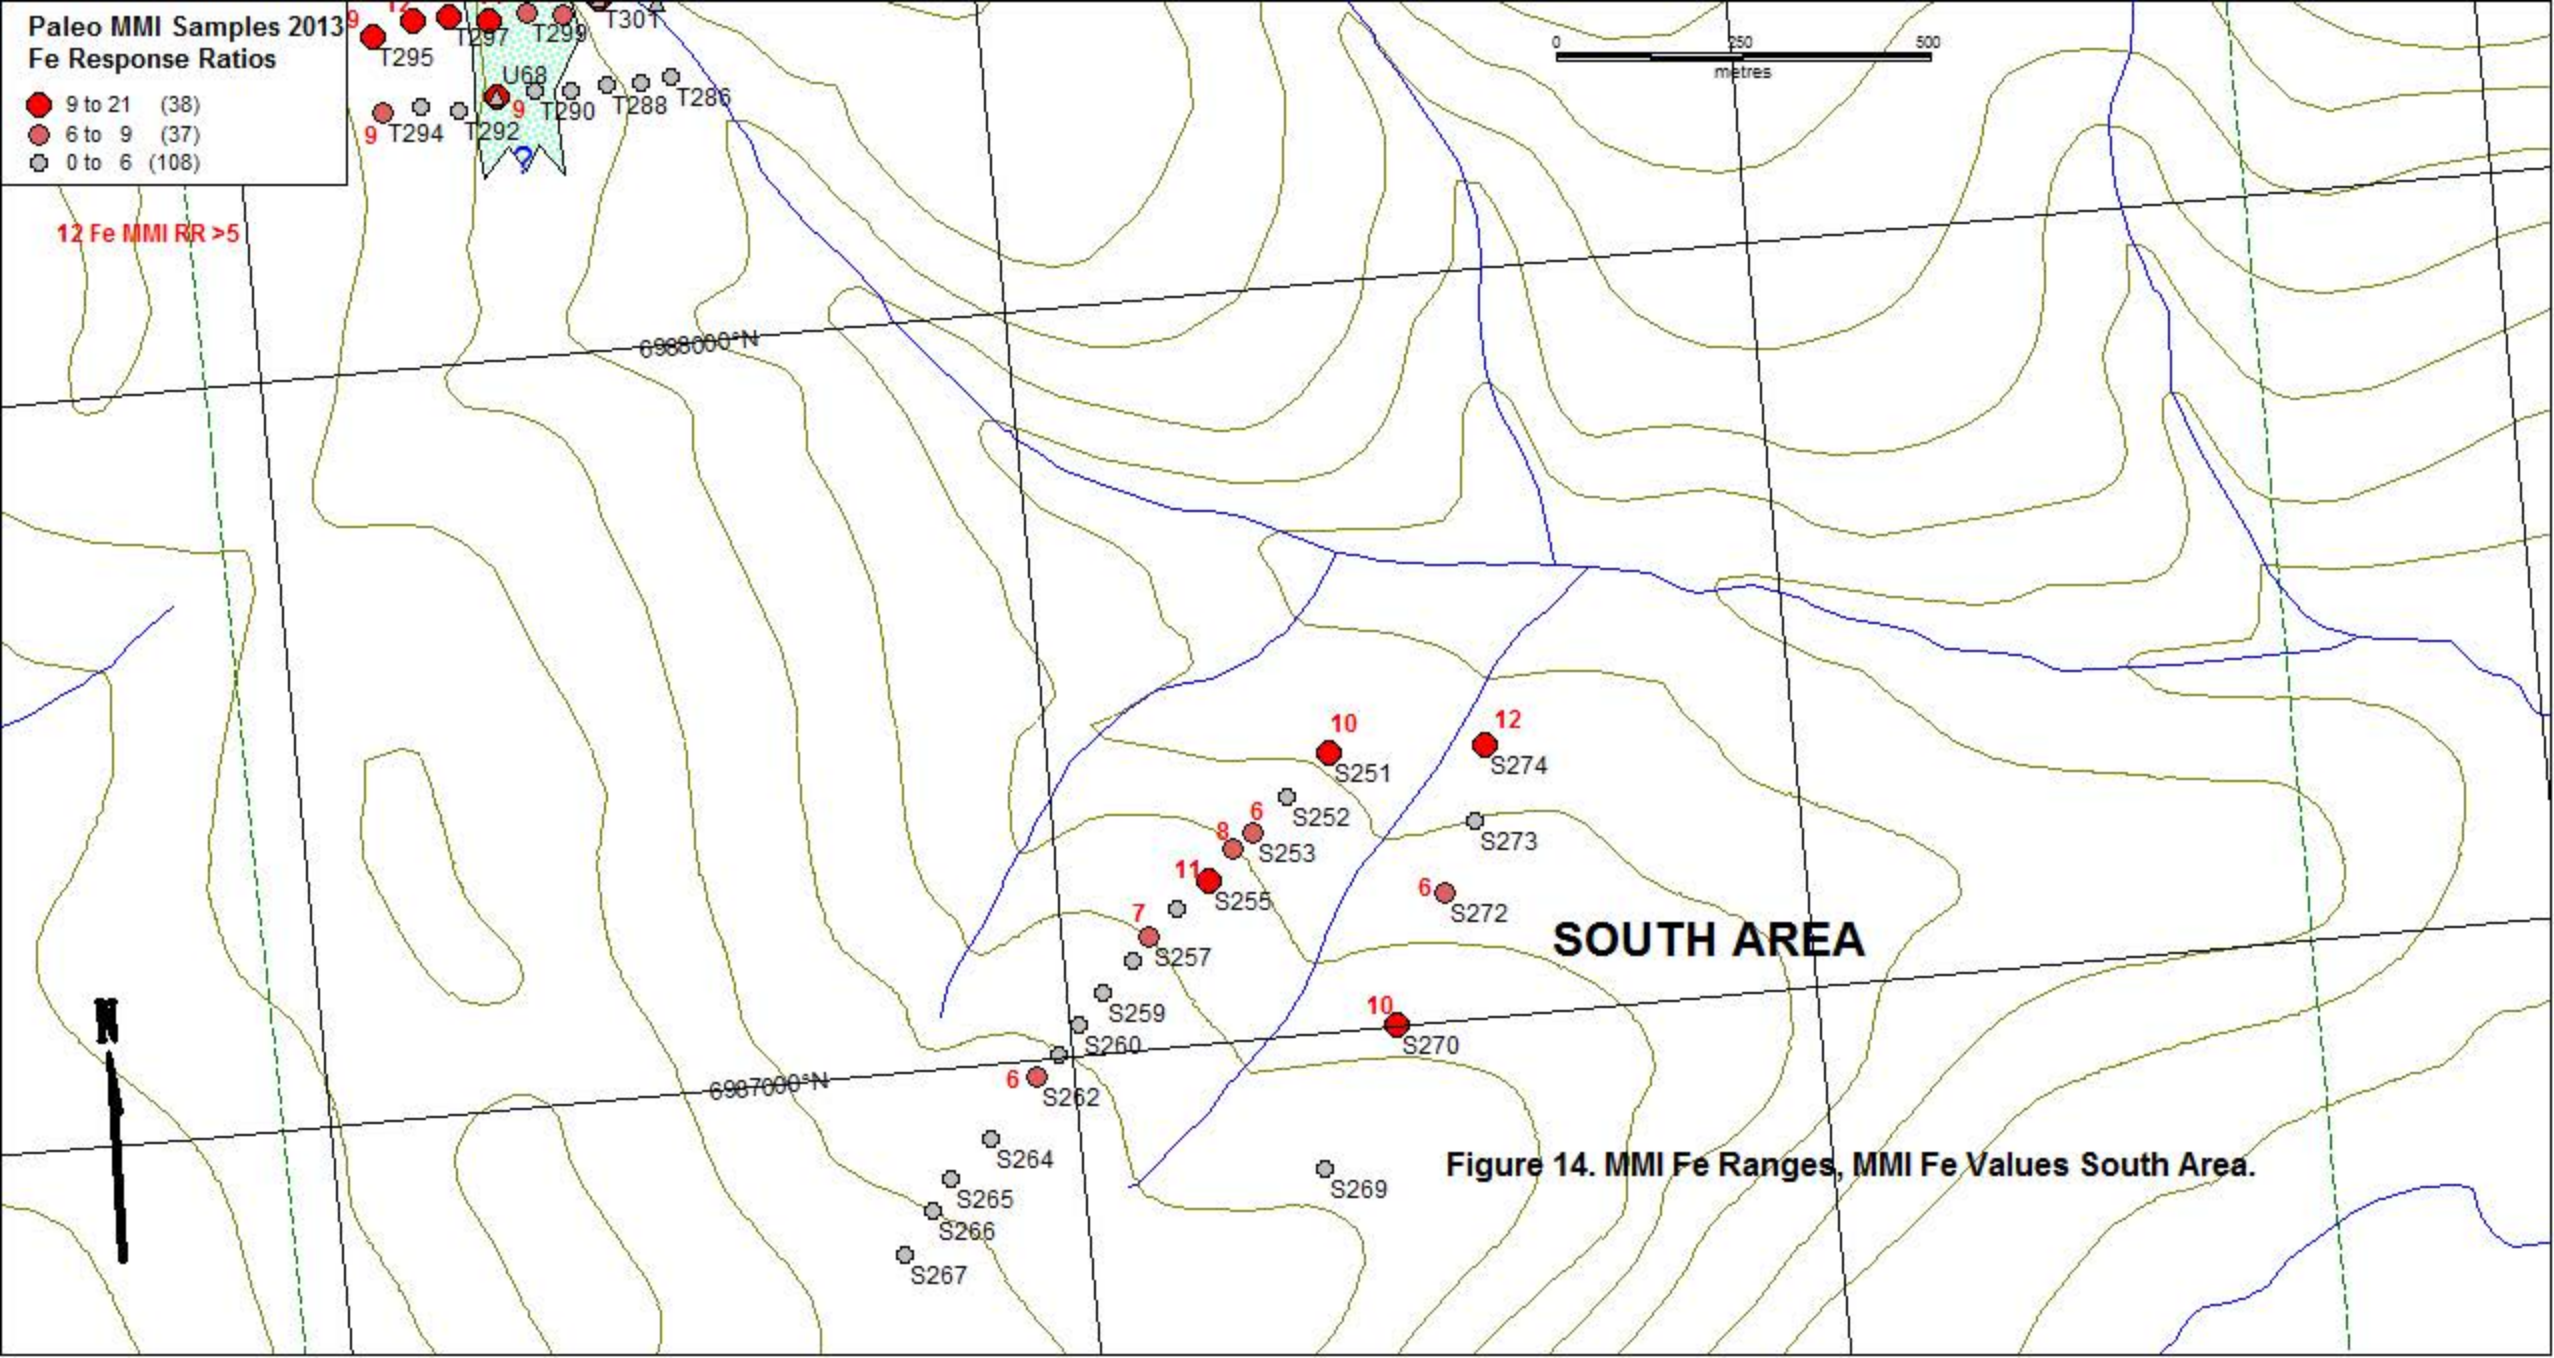 Paleo MMI Samples 2013
Fe Response Ratios
9 to 21 (38)
6 to 9 (37)
0 to 6 (108)
9
12
T295
T297
T299
T301
U68
9
T294
T292
9
T290
T288
T286
0 250 500
metres
12 Fe MMI RR >5
6988000°N
10
S251
12
S274
S252
6
8
S253
S273
11
S255
6
S272
7
S257
SOUTH AREA
S259
10
S270
S260
6987000°N
6
S262
S264
Figure 14. MMI Fe Ranges, MMI Fe Values South Area.
S265
S269
S266
S267
N